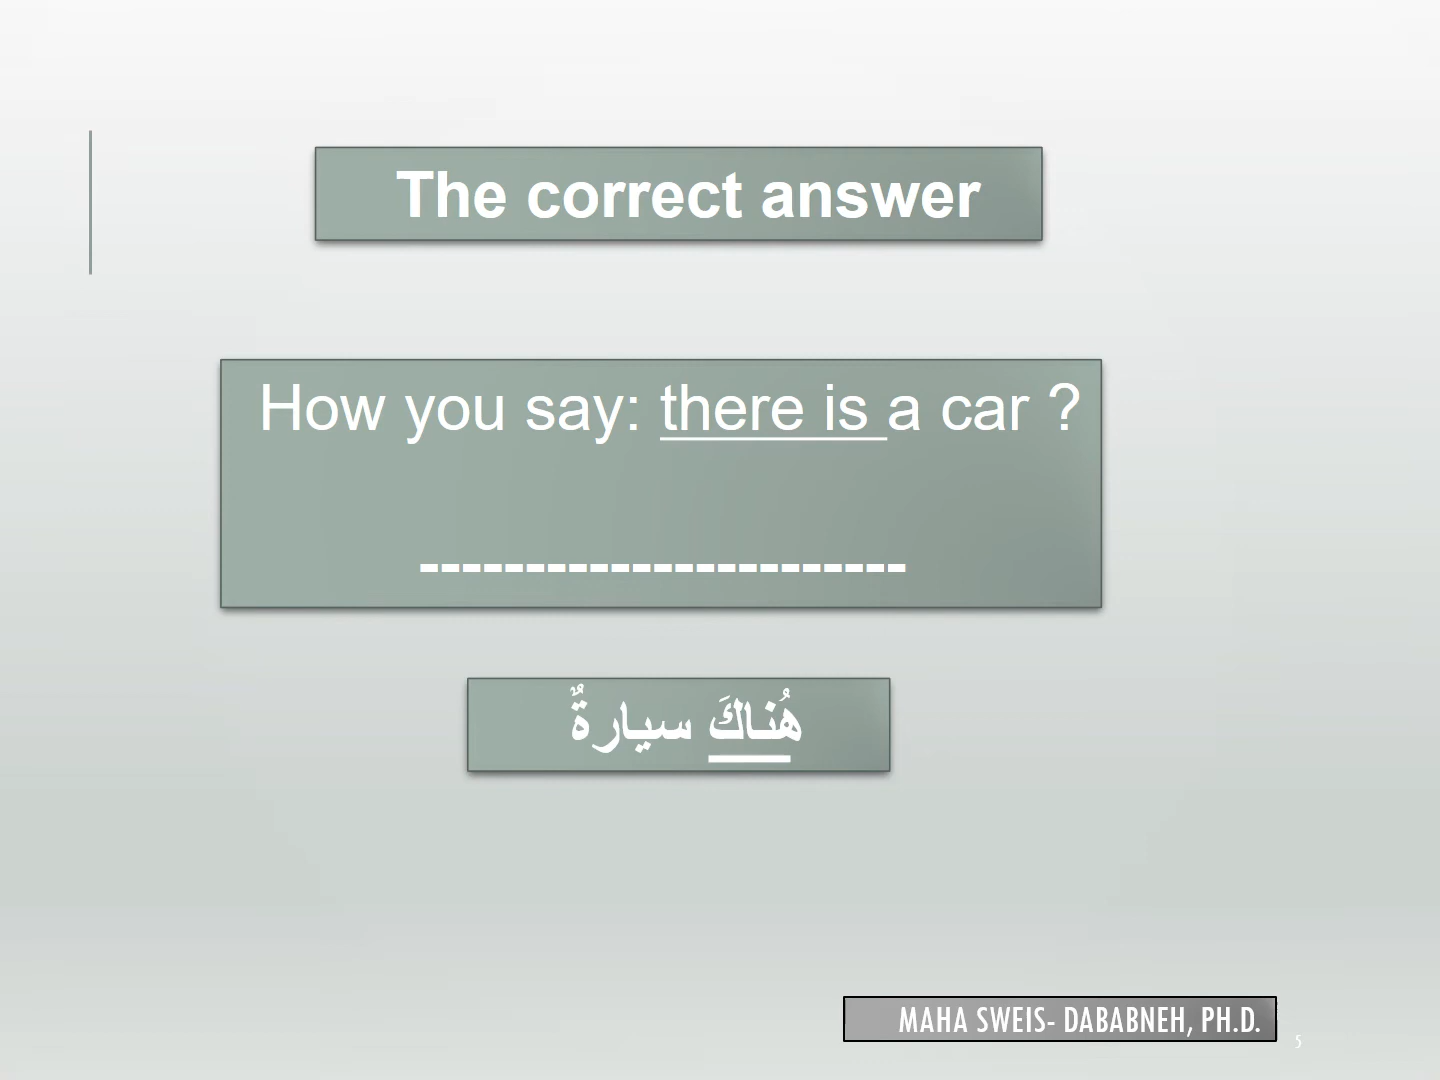 The correct answer
How you say: there is a car ?
-----------------------
هُناكَ سيارةٌ
MAHA SWEIS- DABABNEH, PH.D.
5